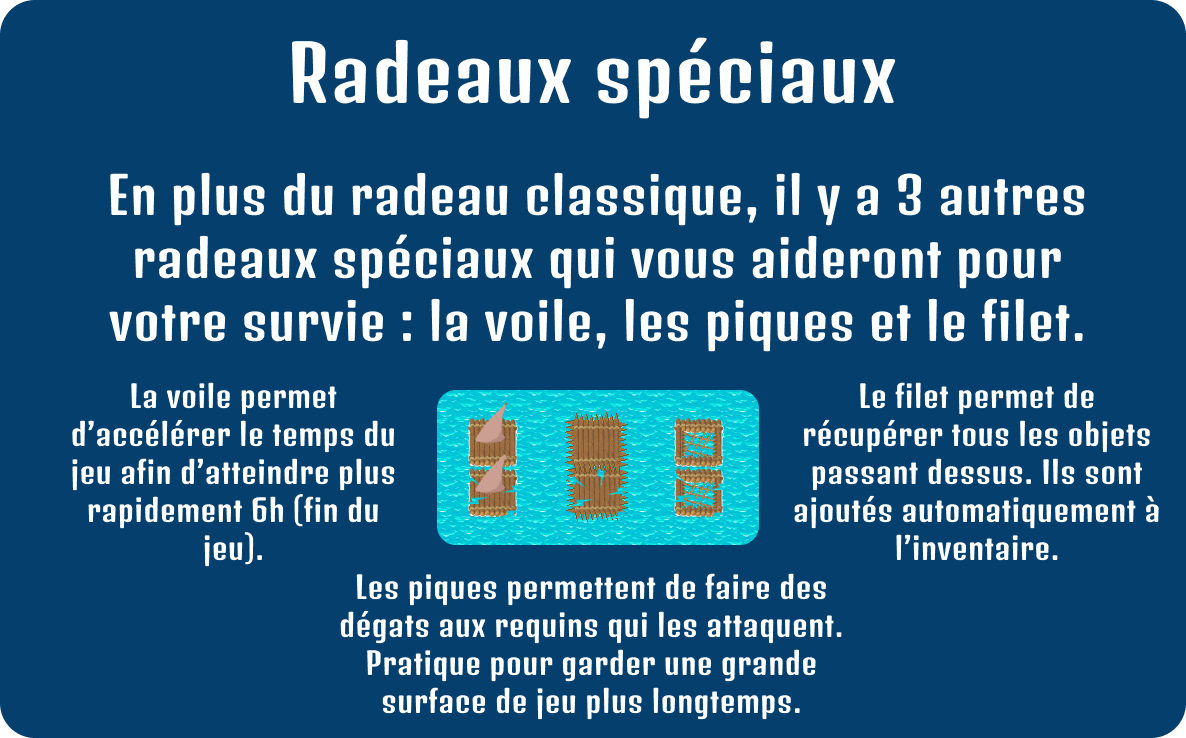 Radeaux spéciaux
En plus du radeau classique, il y a 3 autres
radeaux spéciaux qui vous aideront pour
votre survie : la voile, les piques et le filet.
La voile permet
d’accélérer le temps du
jeu afin d’atteindre plus
rapidement 6h (fin du
jeu).
Le filet permet de
récupérer tous les objets
passant dessus. Ils sont
ajoutés automatiquement à
l’inventaire.
Les piques permettent de faire des
dégats aux requins qui les attaquent.
Pratique pour garder une grande
surface de jeu plus longtemps.